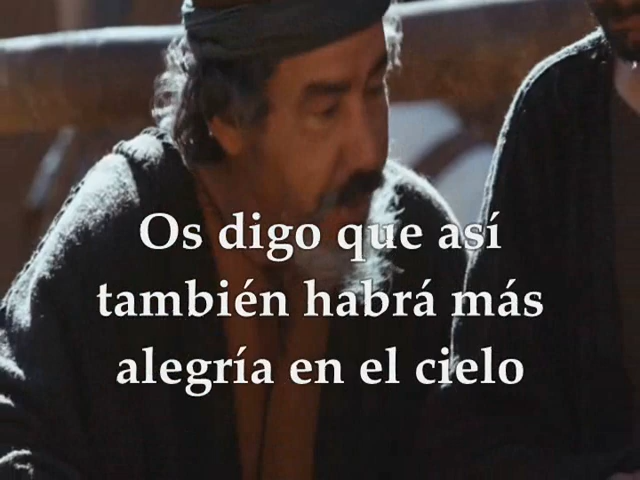 Os digo que así
también habrá más
alegría en el cielo